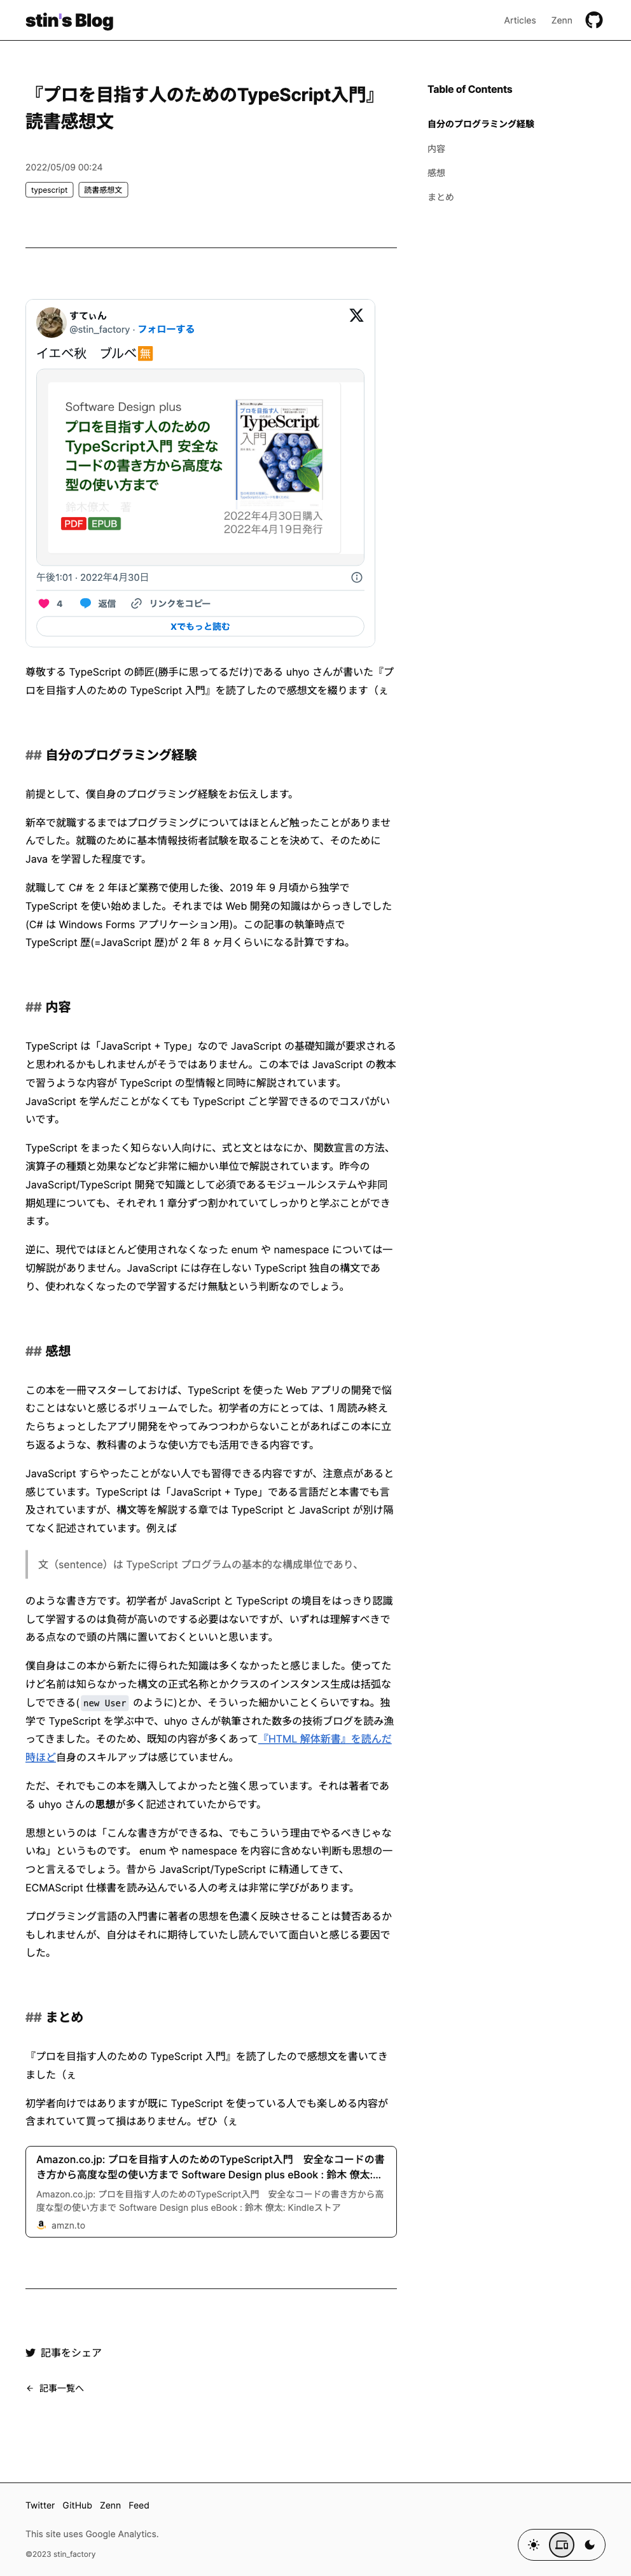 stin's Blog
Articles
Zenn
『プロを目指す人のためのTypeScript入門』
読書感想文
2022/05/09 00:24
typescript
読書感想文
Table of Contents
自分のプログラミング経験
内容
感想
まとめ
すてぃん
@stin_factory · フォローする
イエベ秋　ブルベ🈚
Software Design plus
プロを目指す人のための
TypeScript入門 安全な
コードの書き方から高度な
型の使い方まで
鈴木僚太　著
PDF EPUB
プロを目指す人のための
TypeScript
入門
2022年4月30日購入
2022年4月19日発行
午後1:01 · 2022年4月30日
4
返信
リンクをコピー
Xでもっと読む
尊敬する TypeScript の師匠(勝手に思ってるだけ)である uhyo さんが書いた『プ
ロを目指す人のための TypeScript 入門』を読了したので感想文を綴ります（ぇ
## 自分のプログラミング経験
前提として、僕自身のプログラミング経験をお伝えします。
新卒で就職するまではプログラミングについてはほとんど触ったことがありませ
んでした。就職のために基本情報技術者試験を取ることを決めて、そのために
Java を学習した程度です。
就職して C# を 2 年ほど業務で使用した後、2019 年 9 月頃から独学で
TypeScript を使い始めました。それまでは Web 開発の知識はからっきしでした
(C# は Windows Forms アプリケーション用)。この記事の執筆時点で
TypeScript 歴(=JavaScript 歴)が 2 年 8 ヶ月くらいになる計算ですね。
## 内容
TypeScript は「JavaScript + Type」なので JavaScript の基礎知識が要求される
と思われるかもしれませんがそうではありません。この本では JavaScript の教本
で習うような内容が TypeScript の型情報と同時に解説されています。
JavaScript を学んだことがなくても TypeScript ごと学習できるのでコスパがい
いです。
TypeScript をまったく知らない人向けに、式と文とはなにか、関数宣言の方法、
演算子の種類と効果などなど非常に細かい単位で解説されています。昨今の
JavaScript/TypeScript 開発で知識として必須であるモジュールシステムや非同
期処理についても、それぞれ 1 章分ずつ割かれていてしっかりと学ぶことができ
ます。
逆に、現代ではほとんど使用されなくなった enum や namespace については一
切解説がありません。JavaScript には存在しない TypeScript 独自の構文であ
り、使われなくなったので学習するだけ無駄という判断なのでしょう。
## 感想
この本を一冊マスターしておけば、TypeScript を使った Web アプリの開発で悩
むことはないと感じるボリュームでした。初学者の方にとっては、1 周読み終え
たらちょっとしたアプリ開発をやってみつつわからないことがあればこの本に立
ち返るような、教科書のような使い方でも活用できる内容です。
JavaScript すらやったことがない人でも習得できる内容ですが、注意点があると
感じています。TypeScript は「JavaScript + Type」である言語だと本書でも言
及されていますが、構文等を解説する章では TypeScript と JavaScript が別け隔
てなく記述されています。例えば
文（sentence）は TypeScript プログラムの基本的な構成単位であり、
のような書き方です。初学者が JavaScript と TypeScript の境目をはっきり認識
して学習するのは負荷が高いのでする必要はないですが、いずれは理解すべきで
ある点なので頭の片隅に置いておくといいと思います。
僕自身はこの本から新たに得られた知識は多くなかったと感じました。使ってた
けど名前は知らなかった構文の正式名称とかクラスのインスタンス生成は括弧な
しでできる( new User のように)とか、そういった細かいことくらいですね。独
学で TypeScript を学ぶ中で、uhyo さんが執筆された数多の技術ブログを読み漁
ってきました。そのため、既知の内容が多くあって『HTML 解体新書』を読んだ
時ほど自身のスキルアップは感じていません。
ただ、それでもこの本を購入してよかったと強く思っています。それは著者であ
る uhyo さんの思想が多く記述されていたからです。
思想というのは「こんな書き方ができるね、でもこういう理由でやるべきじゃな
いね」というものです。 enum や namespace を内容に含めない判断も思想の一
つと言えるでしょう。昔から JavaScript/TypeScript に精通してきて、
ECMAScript 仕様書を読み込んでいる人の考えは非常に学びがあります。
プログラミング言語の入門書に著者の思想を色濃く反映させることは賛否あるか
もしれませんが、自分はそれに期待していたし読んでいて面白いと感じる要因で
した。
## まとめ
『プロを目指す人のための TypeScript 入門』を読了したので感想文を書いてき
ました（ぇ
初学者向けではありますが既に TypeScript を使っている人でも楽しめる内容が
含まれていて買って損はありません。ぜひ（ぇ
Amazon.co.jp: プロを目指す人のためのTypeScript入門　安全なコードの書
き方から高度な型の使い方まで Software Design plus eBook : 鈴木 僚太:...
Amazon.co.jp: プロを目指す人のためのTypeScript入門　安全なコードの書き方から高
度な型の使い方まで Software Design plus eBook : 鈴木 僚太: Kindleストア
amzn.to
記事をシェア
記事一覧へ
Twitter
GitHub
Zenn
Feed
This site uses Google Analytics.
©2023 stin_factory